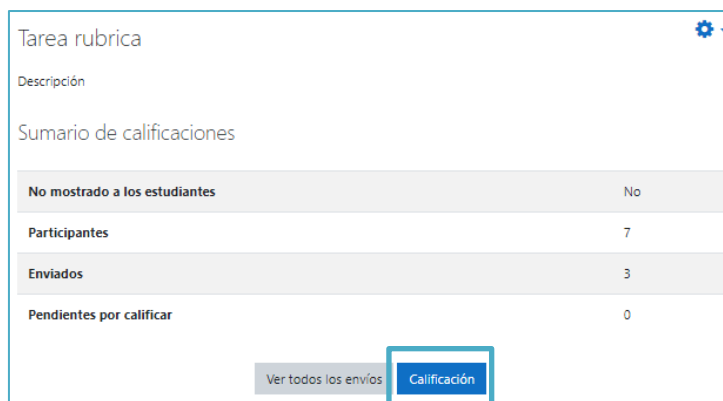 Tarea rubrica
Descripción
Sumario de calificaciones
No mostrado a los estudiantes No
Participantes 7
Enviados 3
Pendientes por calificar 0
Ver todos los envíos Calificación